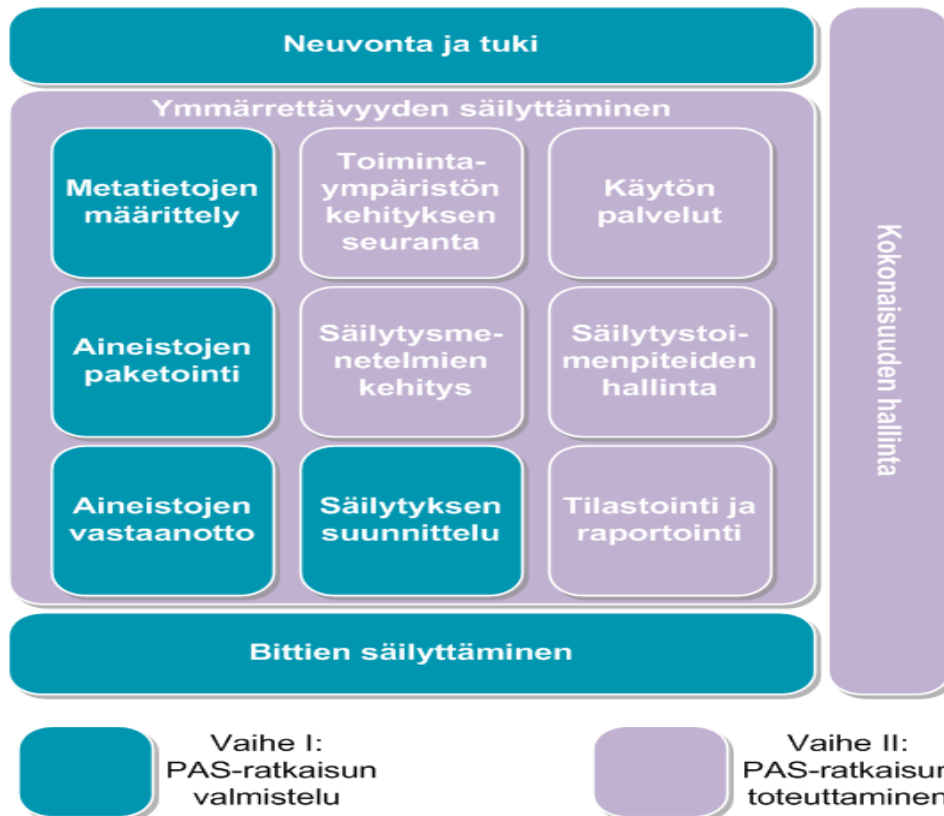 Neuvonta ja tuki
Ymmärrettävyyden säilyttäminen
Metatietojen
määrittely
Toiminta-
ympäristön
kehityksen
seuranta
Käytön
palvelut
Aineistojen
paketointi
Säilytysme-
netelmien
kehitys
Säilytystoi-
menpiteiden
hallinta
Aineistojen
vastaanotto
Säilytyksen
suunnittelu
Tilastointi ja
raportointi
Bittien säilyttäminen
Kokonaisuuden hallinta
Vaihe I:
PAS-ratkaisun
valmistelu
Vaihe II:
PAS-ratkaisun
toteuttaminen